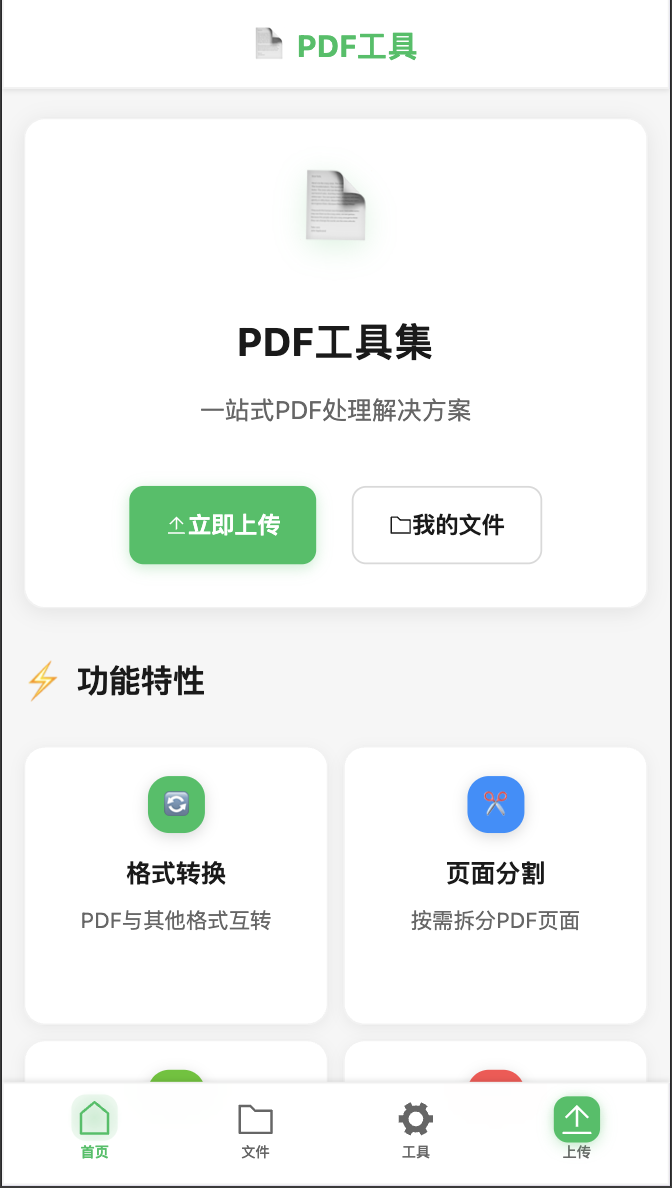 PDF工具
PDF工具集
一站式PDF处理解决方案
立即上传
我的文件
功能特性
格式转换
PDF与其他格式互转
页面分割
按需拆分PDF页面
首页
文件
工具
上传